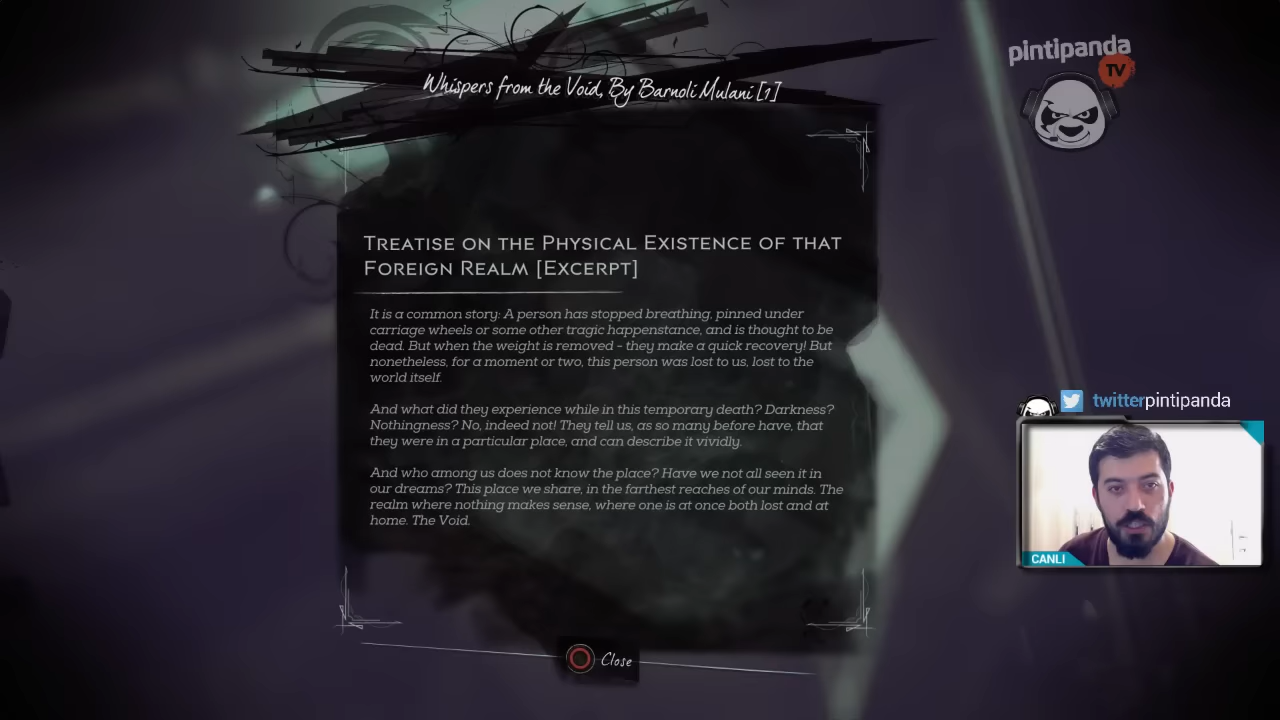 pintipanda
TV
Whispers from the Void, By Barnoli Mulani [1]
Treatise on the Physical Existence of that
Foreign Realm [Excerpt]
It is a common story: A person has stopped breathing, pinned under
carriage wheels or some other tragic happenstance, and is thought to be
dead. But when the weight is removed - they make a quick recovery! But
nonetheless, for a moment or two, this person was lost to us, lost to the
world itself.
And what did they experience while in this temporary death? Darkness?
Nothingness? No, indeed not! They tell us, as so many before have, that
they were in a particular place, and can describe it vividly.
And who among us does not know the place? Have we not all seen it in
our dreams? This place we share, in the farthest reaches of our minds. The
realm where nothing makes sense, where one is at once both lost and at
home. The Void.
twitterpintipanda
CANLI
Close